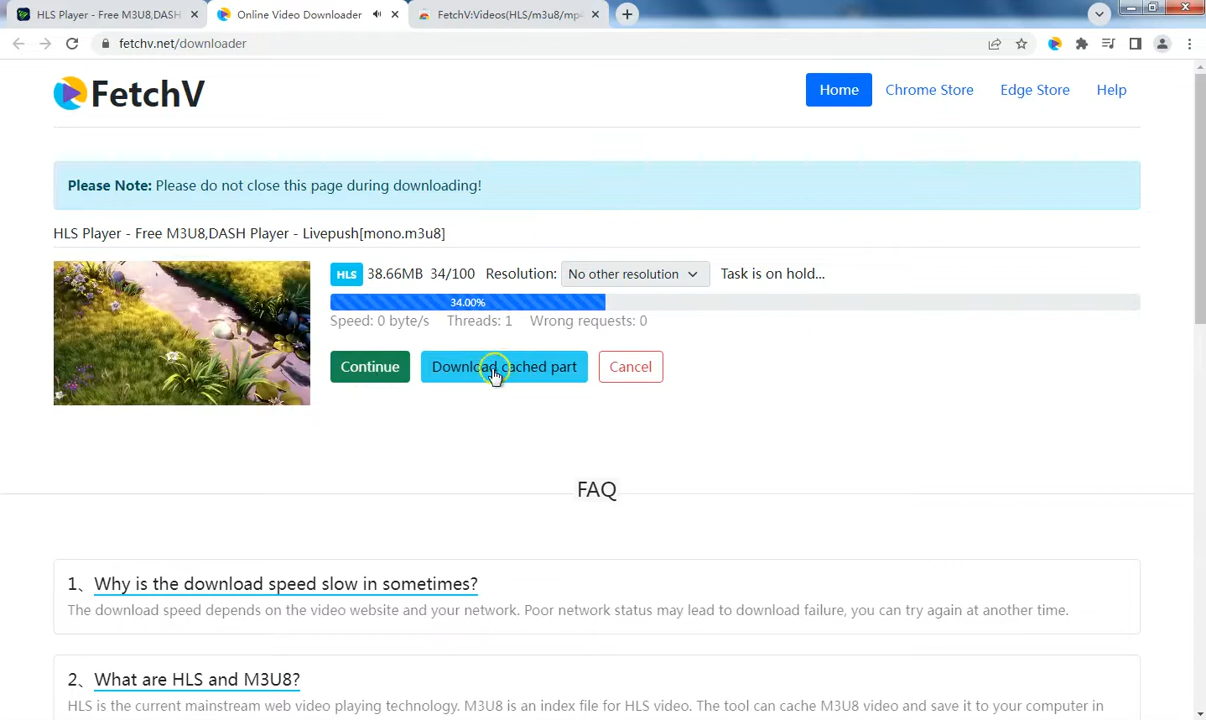 HLS Player - Free M3U8,DASH
Online Video Downloader
FetchV:Videos(HLS/m3u8/mp4
fetchv.net/downloader
FetchV
Home
Chrome Store
Edge Store
Help
Please Note: Please do not close this page during downloading!
HLS Player - Free M3U8,DASH Player - Livepush[mono.m3u8]
HLS 38.66MB 34/100 Resolution: No other resolution Task is on hold...
34.00%
Speed: 0 byte/s Threads: 1 Wrong requests: 0
Continue
Download cached part
Cancel
FAQ
1、Why is the download speed slow in sometimes?
The download speed depends on the video website and your network. Poor network status may lead to download failure, you can try again at another time.
2、What are HLS and M3U8?
HLS is the current mainstream web video playing technology. M3U8 is an index file for HLS video. The tool can cache M3U8 video and save it to your computer in